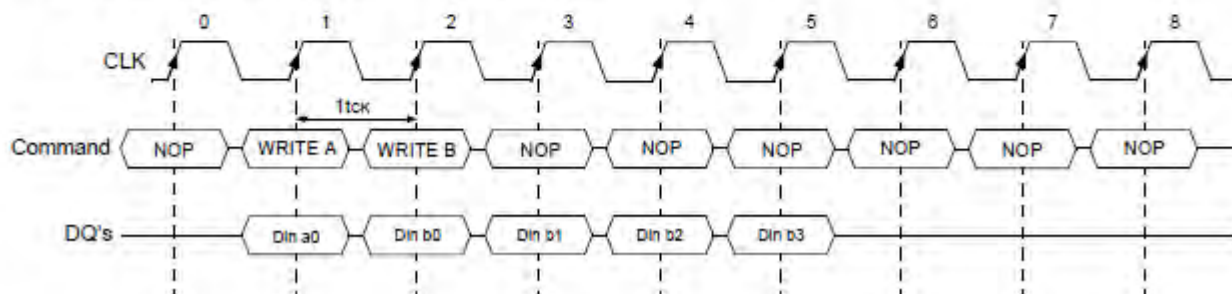 0 1 2 3 4 5 6 7 8
CLK
1tCK
Command NOP WRITE A WRITE B NOP NOP NOP NOP NOP NOP
DQ's Din a0 Din b0 Din b1 Din b2 Din b3